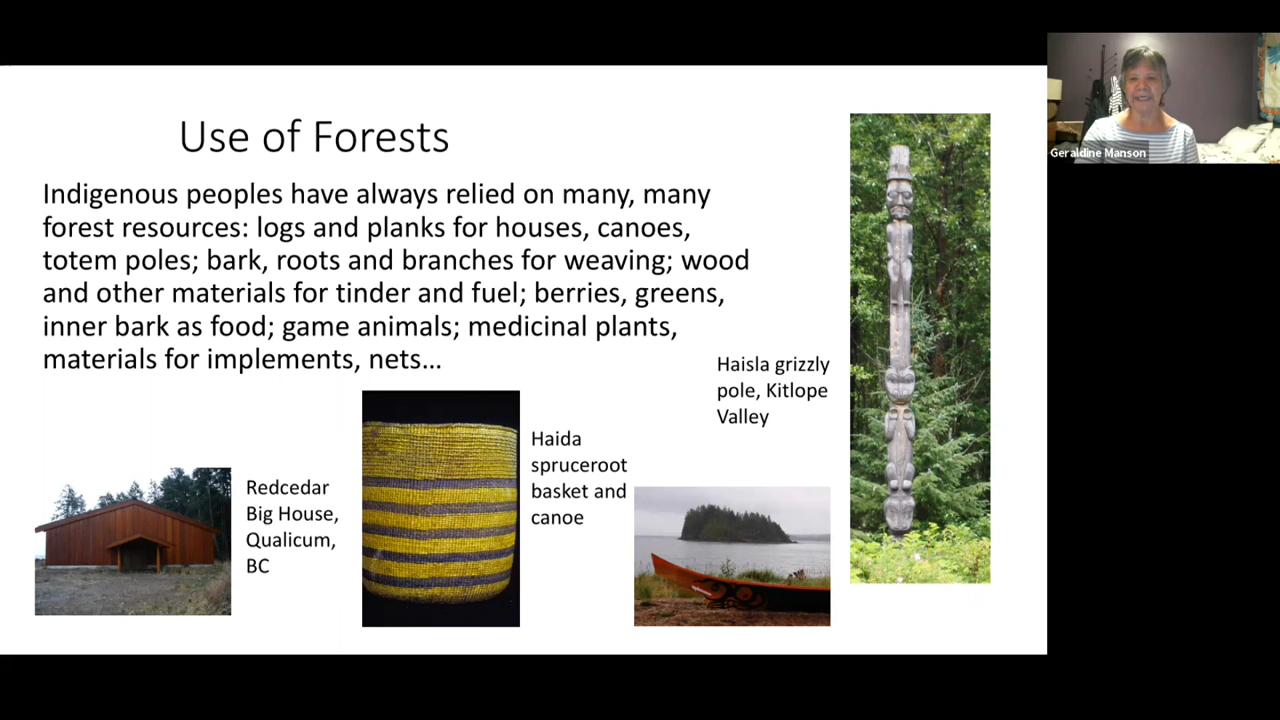 Use of Forests
Indigenous peoples have always relied on many, many
forest resources: logs and planks for houses, canoes,
totem poles; bark, roots and branches for weaving; wood
and other materials for tinder and fuel; berries, greens,
inner bark as food; game animals; medicinal plants,
materials for implements, nets…
Haisla grizzly
pole, Kitlope
Valley
Haida
spruceroot
basket and
canoe
Redcedar
Big House,
Qualicum,
BC
Geraldine Manson